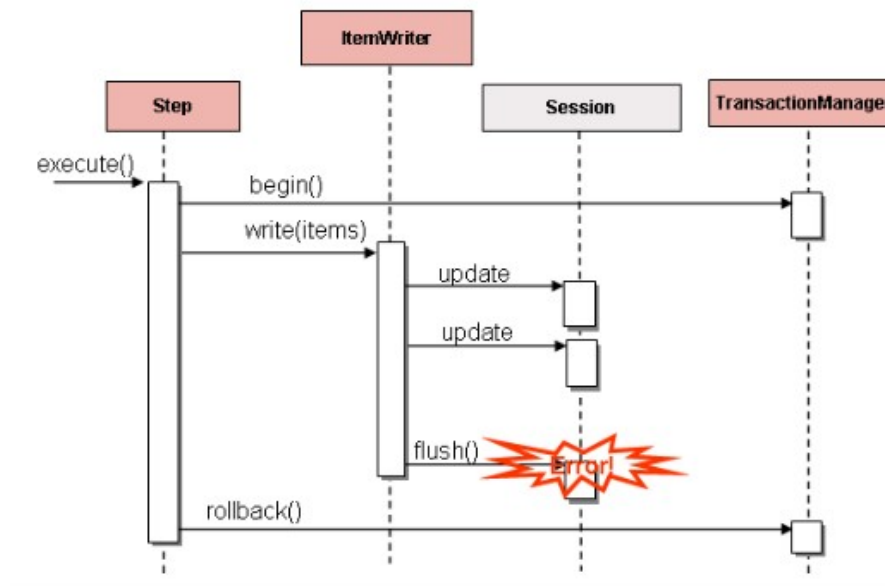 ItemWriter
Step
Session
TransactionManage
execute()
begin()
write(items)
update
update
flush()
Error!
rollback()